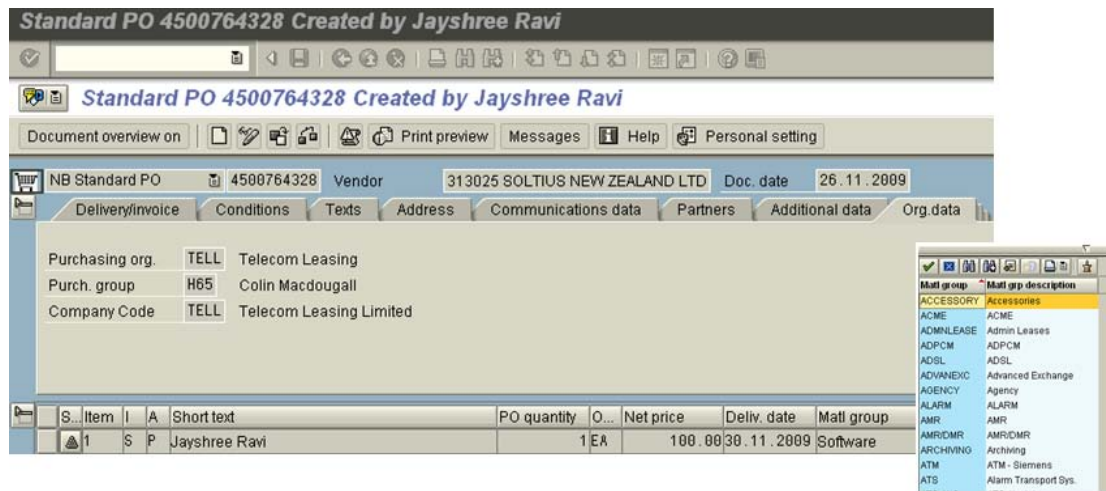 Standard PO 4500764328 Created by Jayshree Ravi
Standard PO 4500764328 Created by Jayshree Ravi
Document overview on Print preview Messages Help Personal setting
NB Standard PO 4500764328 Vendor 313025 SOLTIUS NEW ZEALAND LTD Doc. date 26.11.2009
Delivery/invoice Conditions Texts Address Communications data Partners Additional data Org.data
Purchasing org. TELL Telecom Leasing
Purch. group H65 Colin Macdougall
Company Code TELL Telecom Leasing Limited
S... Item I A Short text PO quantity O... Net price Deliv. date Matl group
1 S P Jayshree Ravi 1 EA 100.00 30.11.2009 Software
Matl group Matl grp description
ACCESSORY Accessories
ACME ACME
ADMNLEASE Admin Leases
ADPCM ADPCM
ADSL ADSL
ADVANEXC Advanced Exchange
AGENCY Agency
ALARM ALARM
AMR AMR
AMR/DMR AMR/DMR
ARCHIVING Archiving
ATM ATM - Siemens
ATS Alarm Transport Sys.